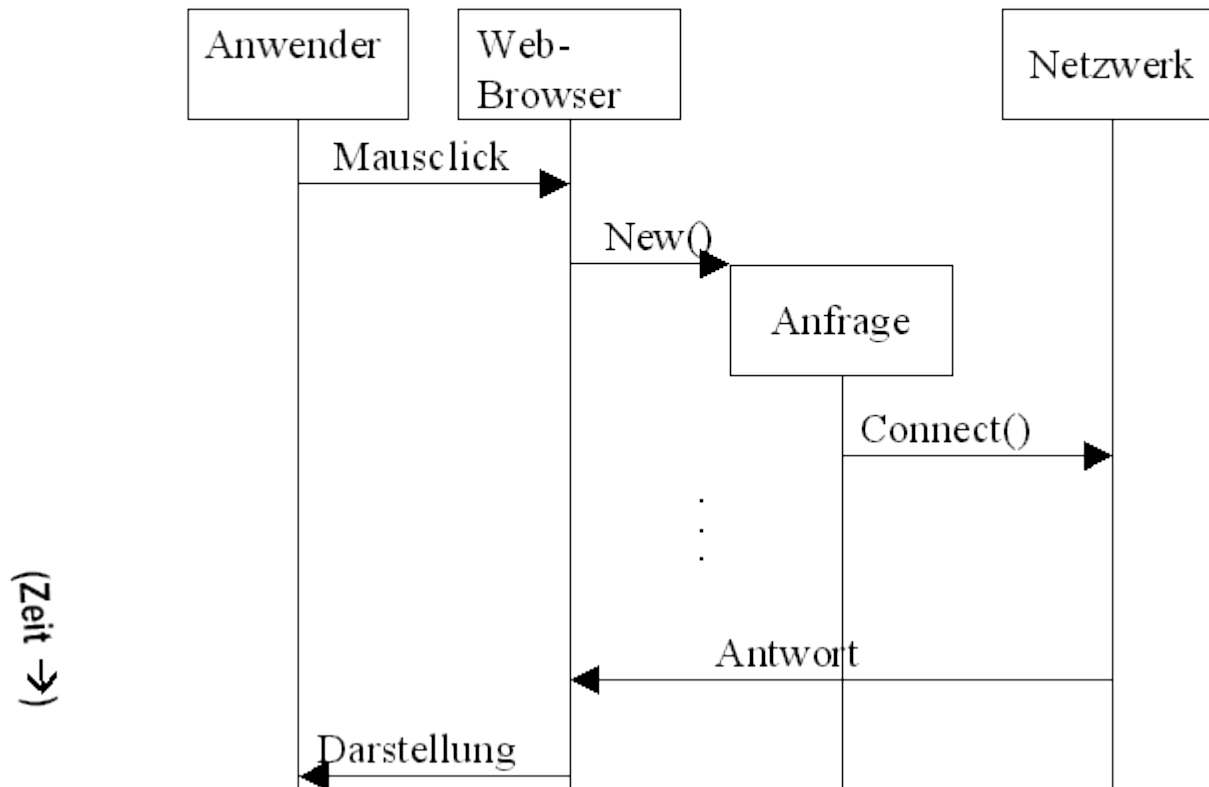 Anwender
Web-
Browser
Netzwerk
Mausclick
New()
Anfrage
Connect()
.
.
.
(Zeit →)
Antwort
Darstellung